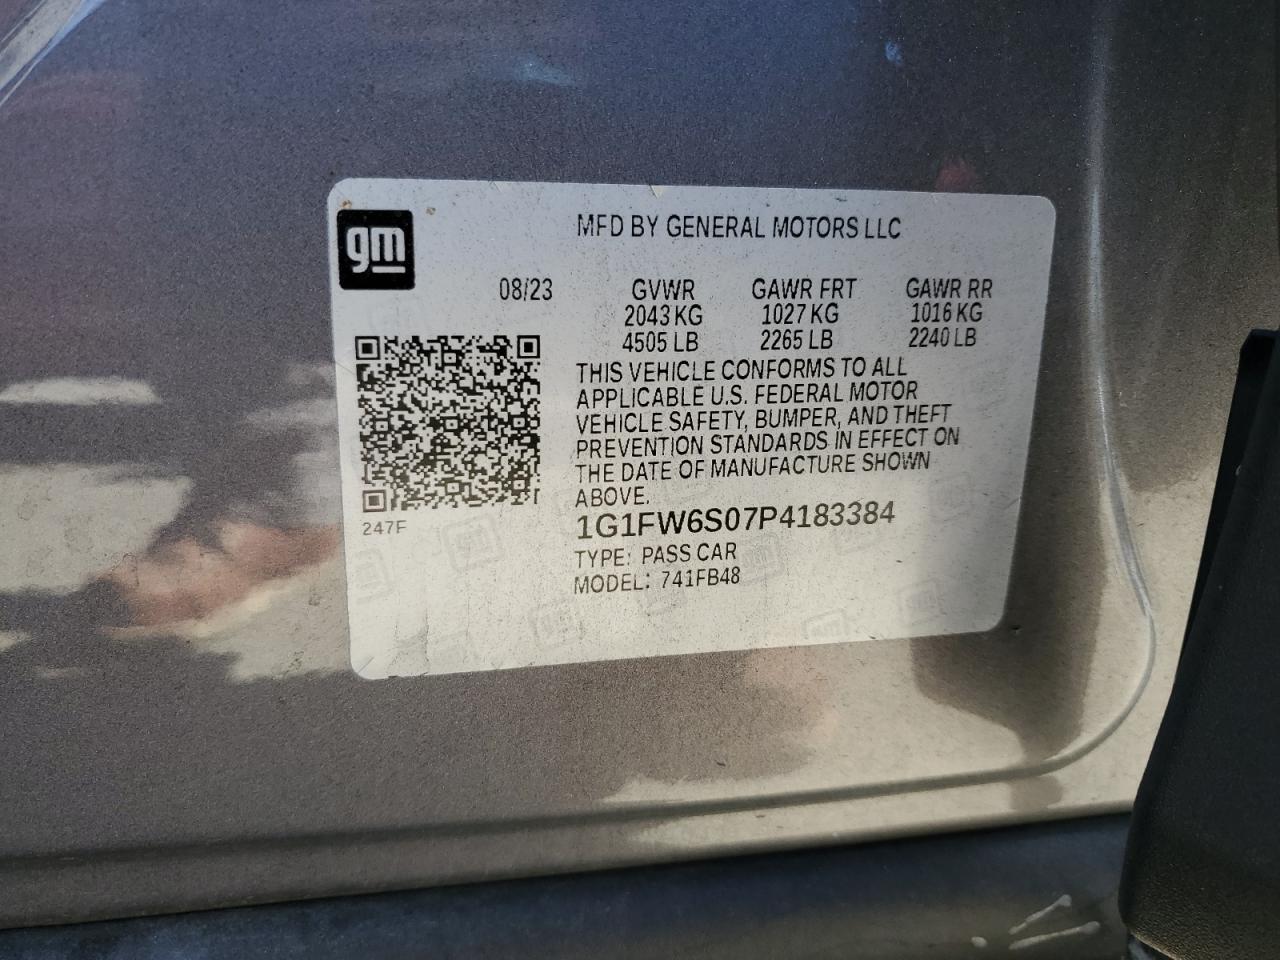 gm
MFD BY GENERAL MOTORS LLC
08/23 GVWR GAWR FRT GAWR RR
2043 KG 1027 KG 1016 KG
4505 LB 2265 LB 2240 LB
THIS VEHICLE CONFORMS TO ALL
APPLICABLE U.S. FEDERAL MOTOR
VEHICLE SAFETY, BUMPER, AND THEFT
PREVENTION STANDARDS IN EFFECT ON
THE DATE OF MANUFACTURE SHOWN
ABOVE.
247F
1G1FW6S07P4183384
TYPE: PASS CAR
MODEL: 741FB48